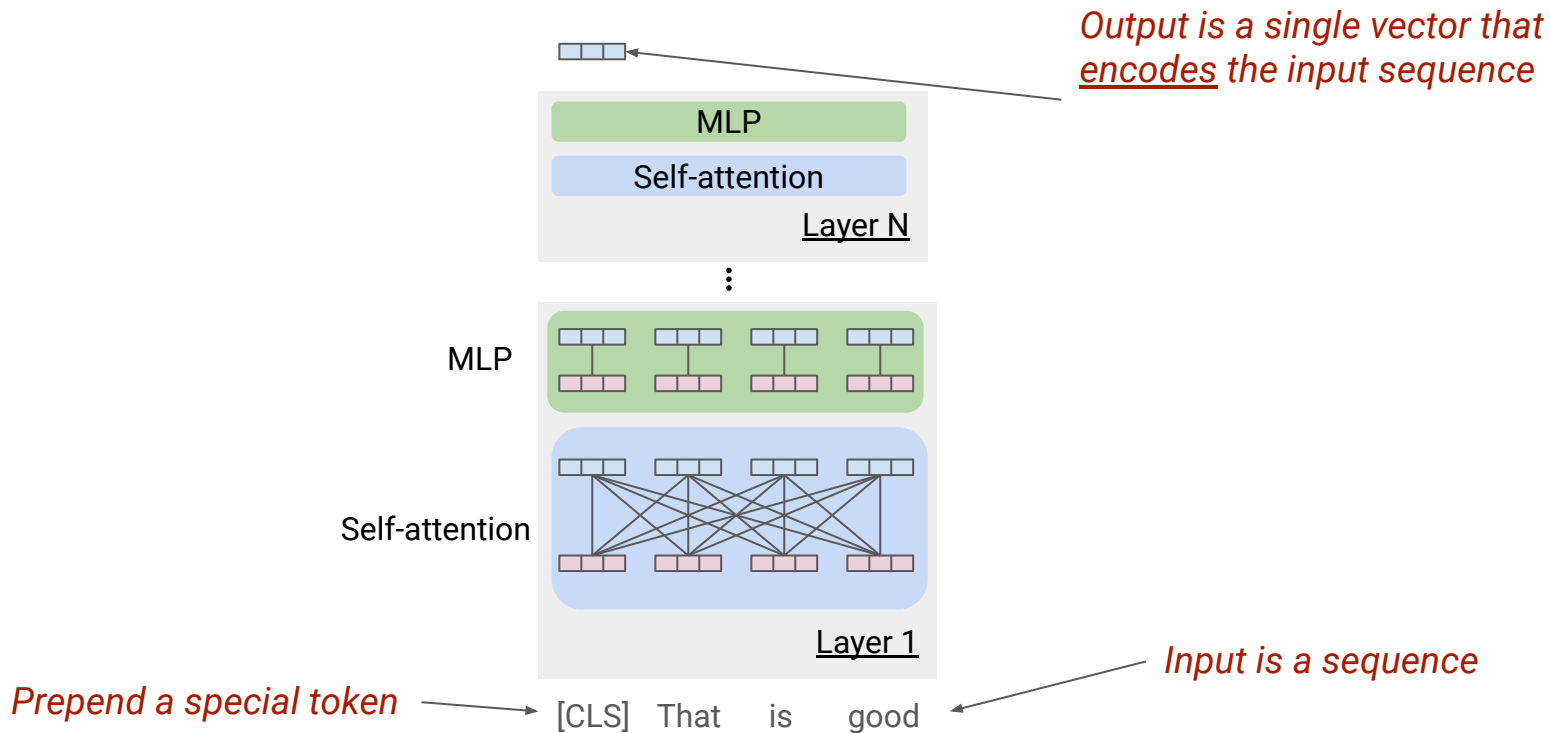 Output is a single vector that
encodes the input sequence
MLP
Self-attention
Layer N
MLP
Self-attention
Layer 1
Input is a sequence
Prepend a special token
[CLS] That is good